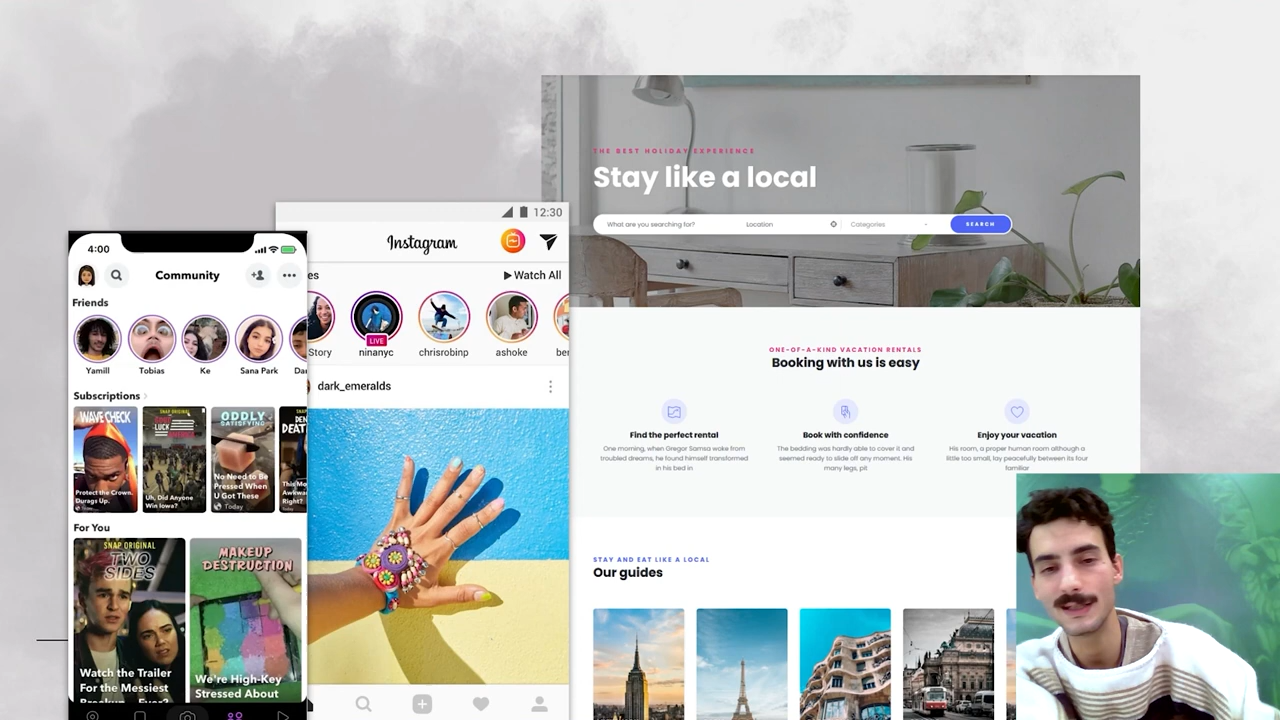 4:00
Community
Friends
Yamill
Tobias
Ke
Sana Park
Subscriptions
WAVE CHECK
Protect the Crown.
Durags Up.
SNAP ORIGINAL
Uh, Did Anyone
Win Iowa?
ODDLY
SATISFYING
No Need to Be
Pressed When
U Got These
Today
DEATH
Right?
For You
SNAP ORIGINAL
TWO
SIDES
Watch the Trailer
For the Messiest
MAKEUP
DESTRUCTION
We're High-Key
Stressed About
12:30
Instagram
es
Watch All
Story
LIVE
ninanyc
chrisrobinp
ashoke
ber
dark_emeralds
THE BEST HOLIDAY EXPERIENCE
Stay like a local
What are you searching for?
Location
Categories
SEARCH
ONE-OF-A-KIND VACATION RENTALS
Booking with us is easy
Find the perfect rental
One morning, when Gregor Samsa woke from
troubled dreams, he found himself transformed
in his bed in
Book with confidence
The bedding was hardly able to cover it and
seemed ready to slide off any moment. His
many legs, pit
Enjoy your vacation
His room, a proper human room although a
little too small, lay peacefully between its four
familiar
STAY AND EAT LIKE A LOCAL
Our guides